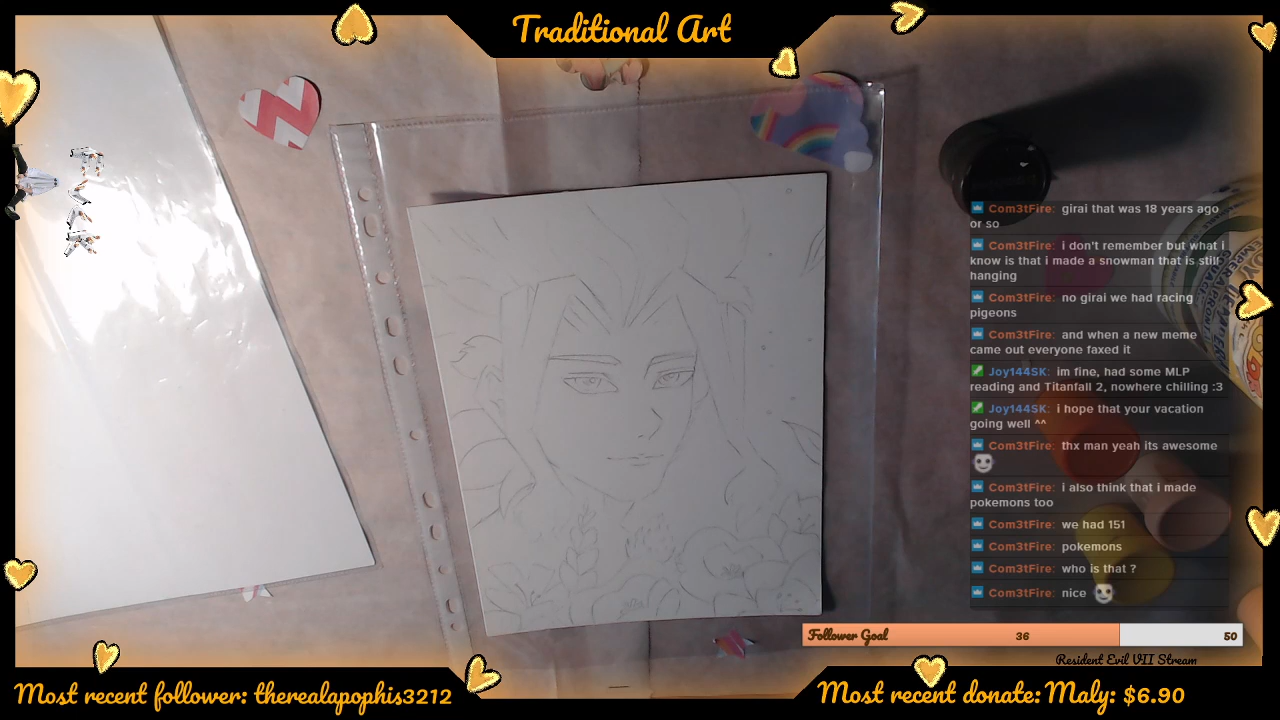 Traditional Art
Com3tFire: girai that was 18 years ago
or so
Com3tFire: i don't remember but what i
know is that i made a snowman that is still
hanging
Com3tFire: no girai we had racing
pigeons
Com3tFire: and when a new meme
came out everyone faxed it
Joy144SK: im fine, had some MLP
reading and Titanfall 2, nowhere chilling :3
Joy144SK: i hope that your vacation
going well ^^
Com3tFire: thx man yeah its awesome
Com3tFire: i also think that i made
pokemons too
Com3tFire: we had 151
Com3tFire: pokemons
Com3tFire: who is that ?
Com3tFire: nice
Follower Goal 36 50
Resident Evil VII Stream
Most recent follower: therealapophis3212
Most recent donate: Maly: $6.90